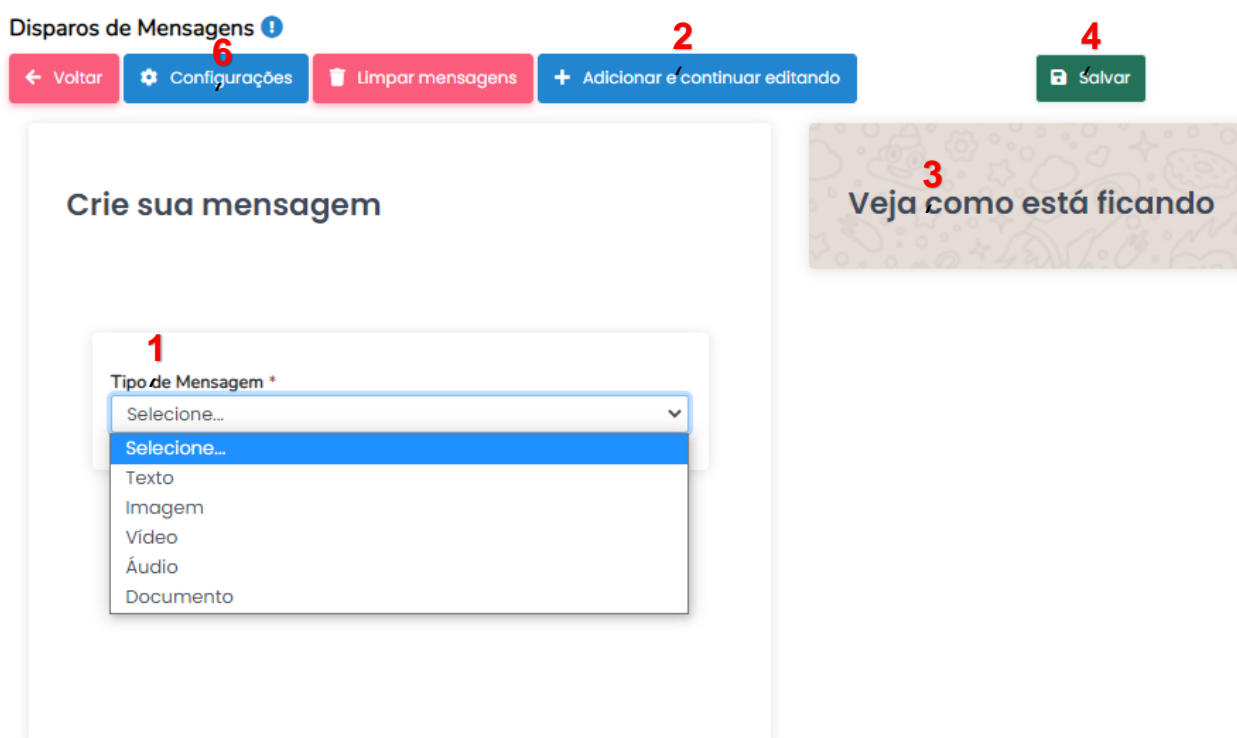 Disparos de Mensagens !
6
2
4
Voltar
Configurações
Limpar mensagens
+ Adicionar e continuar editando
Salvar
Crie sua mensagem
3
Veja como está ficando
1
Tipo de Mensagem *
Selecione...
Selecione...
Texto
Imagem
Vídeo
Áudio
Documento